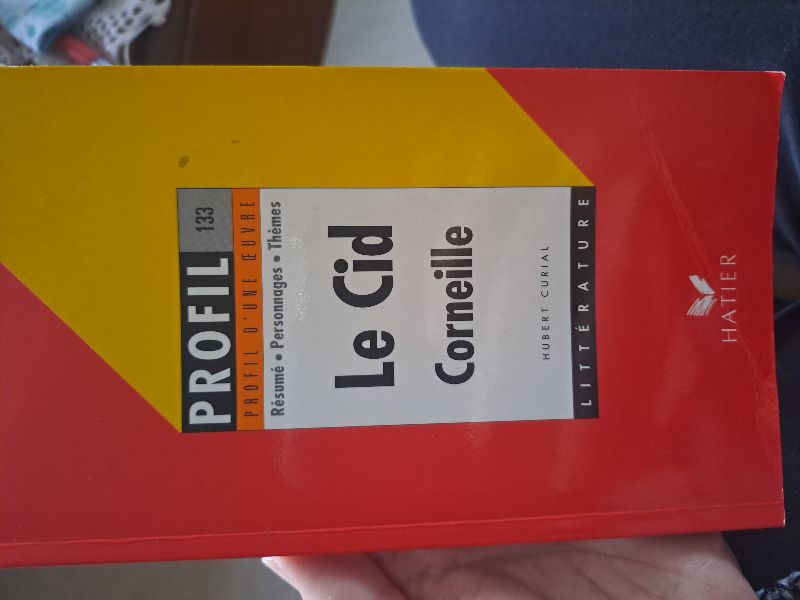 PROFIL 133
PROFIL D'UNE ŒUVRE
Résumé • Personnages • Thèmes
Le Cid
Corneille
HUBERT CURIAL
LITTÉRATURE
HATIER